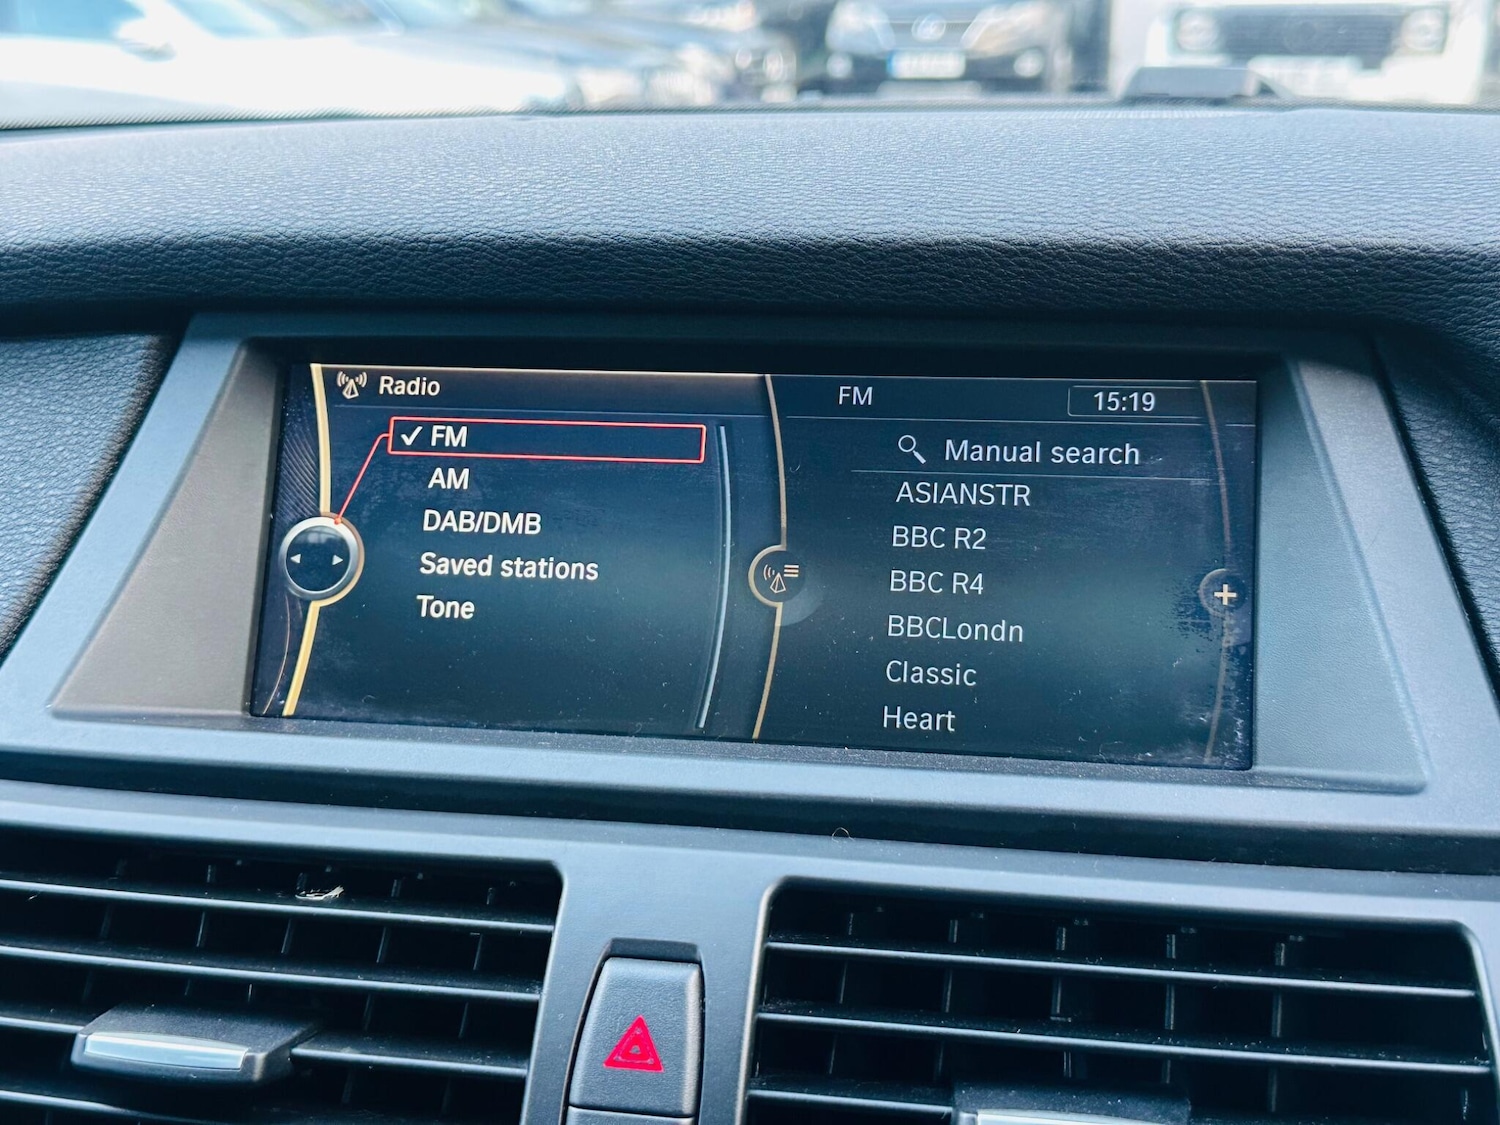 Radio
✓ FM
AM
DAB/DMB
Saved stations
Tone
FM
15:19
Manual search
ASIANSTR
BBC R2
BBC R4
BBCLondn
Classic
Heart